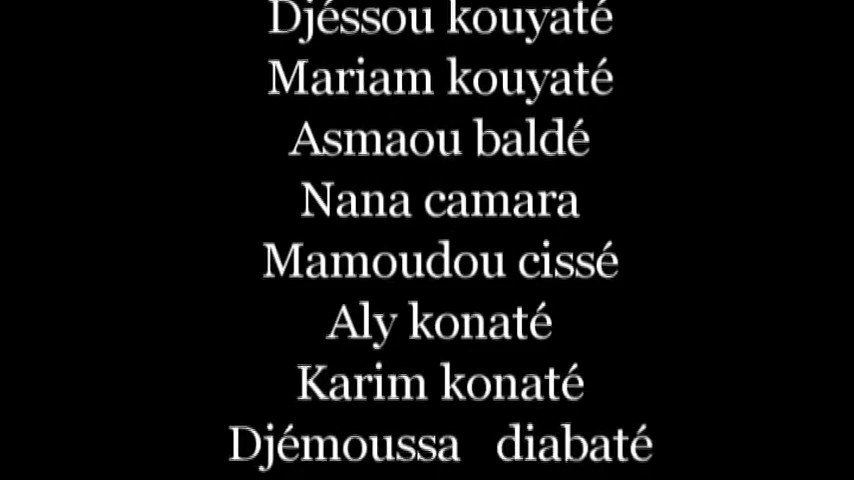 Djéssou kouyaté
Mariam kouyaté
Asmaou baldé
Nana camara
Mamoudou cissé
Aly konaté
Karim konaté
Djémoussa diabaté